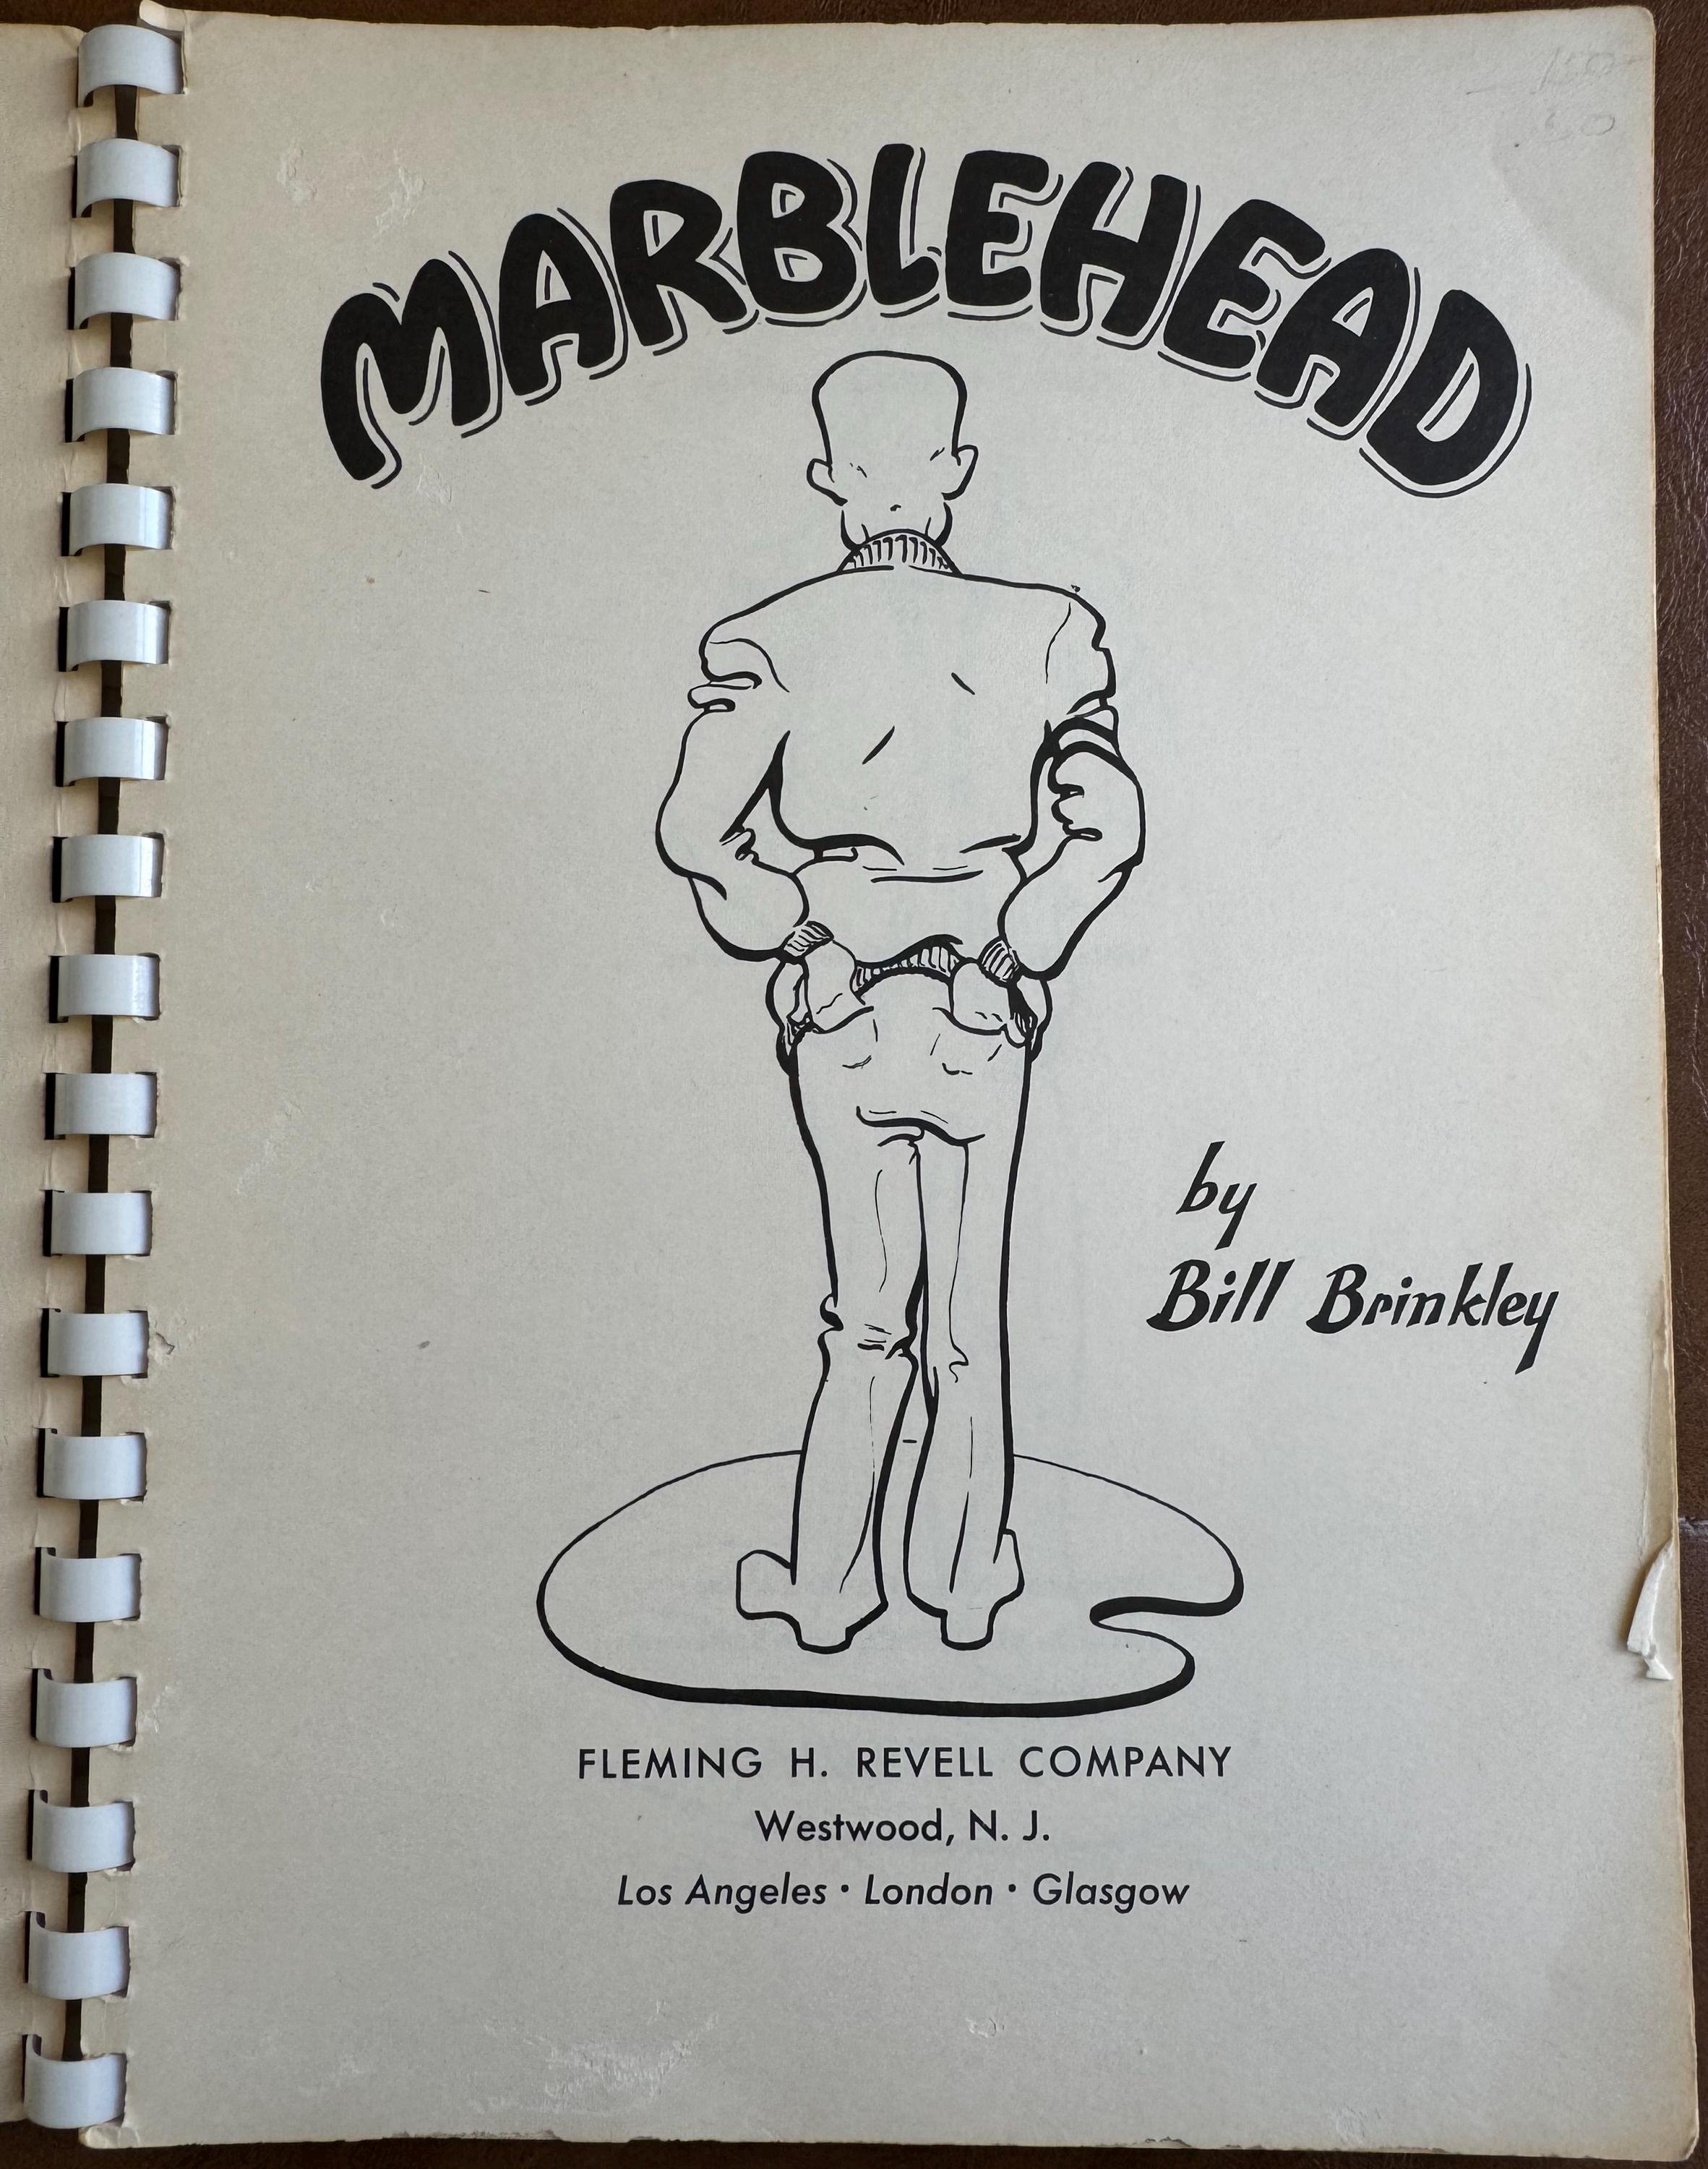 MARBLEHEAD
by
Bill Brinkley
FLEMING H. REVELL COMPANY
Westwood, N. J.
Los Angeles • London • Glasgow